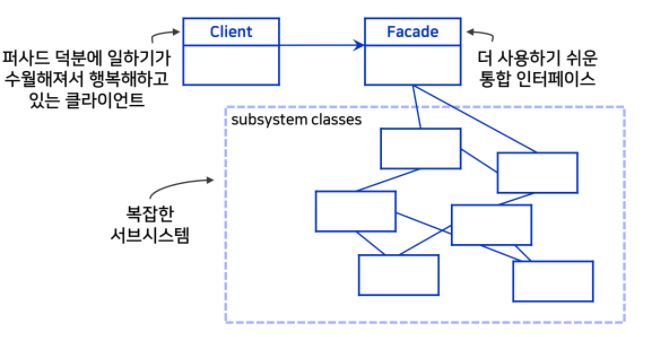 Client
Facade
퍼사드 덕분에 일하기가
수월해져서 행복해하고
있는 클라이언트
더 사용하기 쉬운
통합 인터페이스
subsystem classes
복잡한
서브시스템